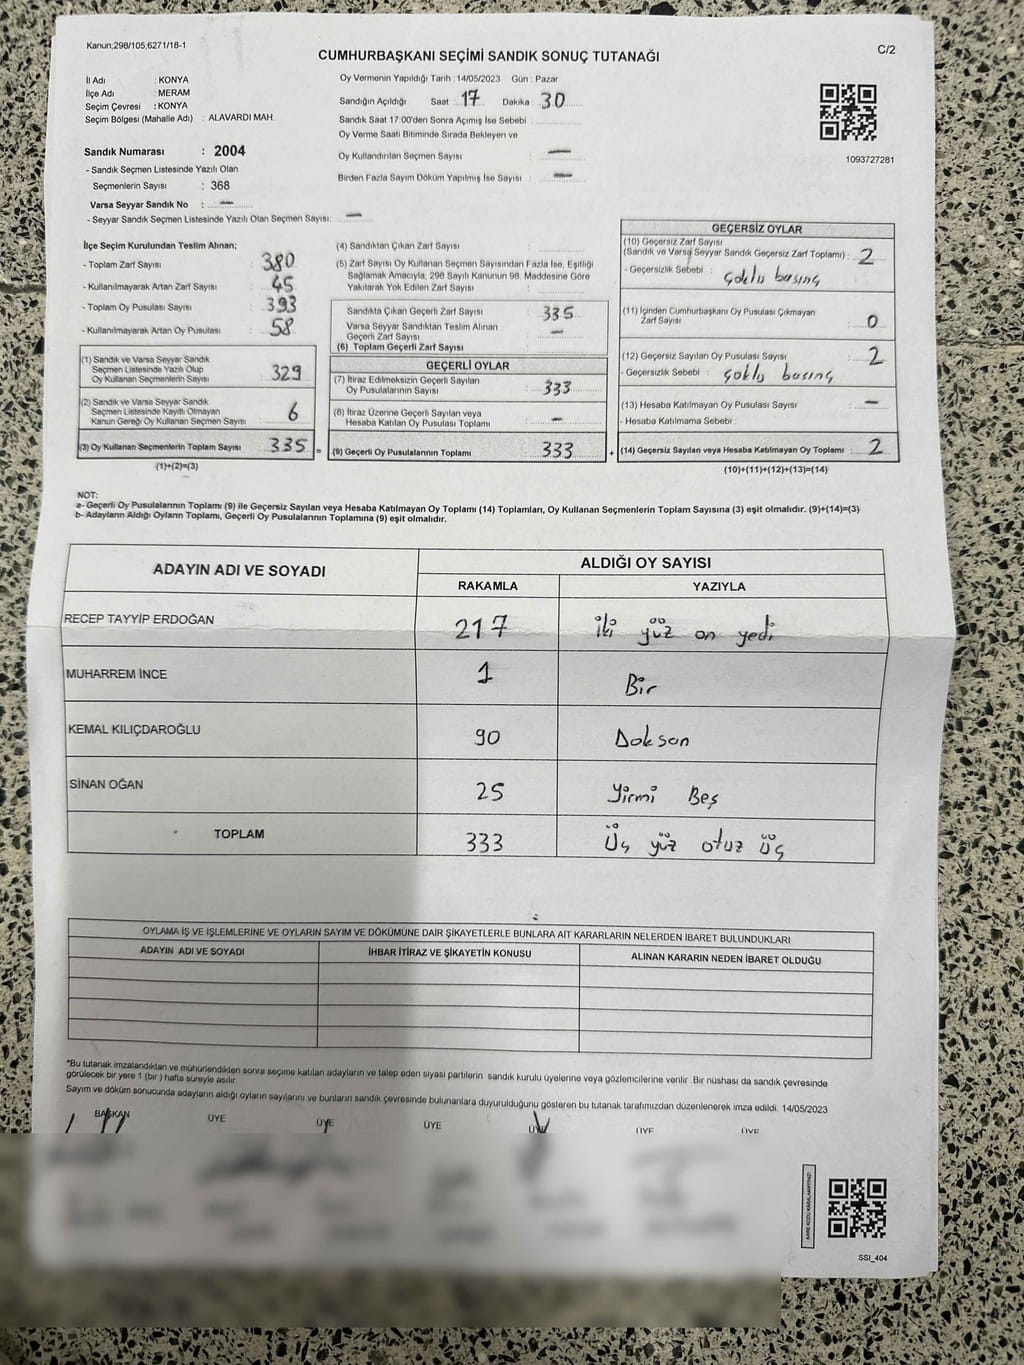 Kanun;298/105,6271/18-1
C/2
CUMHURBAŞKANI SEÇİMİ SANDIK SONUÇ TUTANAĞI
İl Adı : KONYA
İlçe Adı : MERAM
Seçim Çevresi : KONYA
Seçim Bölgesi (Mahalle Adı) : ALAVARDI MAH.
Oy Vermenin Yapıldığı Tarih : 14/05/2023 Gün : Pazar
Sandığın Açıldığı Saat : 17 Dakika : 30
Sandık Saat 17:00'den Sonra Açılmış İse Sebebi :
Oy Verme Saati Bitiminde Sırada Bekleyen ve
Oy Kullandırılan Seçmen Sayısı : —
Birden Fazla Sayım Döküm Yapılmış İse Sayısı : —
1093727281
Sandık Numarası : 2004
- Sandık Seçmen Listesinde Yazılı Olan
Seçmenlerin Sayısı : 368
Varsa Seyyar Sandık No : —
- Seyyar Sandık Seçmen Listesinde Yazılı Olan Seçmen Sayısı: —
İlçe Seçim Kurulundan Teslim Alınan;
- Toplam Zarf Sayısı : 380
- Kullanılmayarak Artan Zarf Sayısı : 45
- Toplam Oy Pusulası Sayısı : 393
- Kullanılmayarak Artan Oy Pusulası : 58
(1) Sandık ve Varsa Seyyar Sandık
Seçmen Listesinde Yazılı Olup
Oy Kullanan Seçmenlerin Sayısı : 329
(2) Sandık ve Varsa Seyyar Sandık
Seçmen Listesinde Kayıtlı Olmayan
Kanun Gereği Oy Kullanan Seçmen Sayısı : 6
(3) Oy Kullanan Seçmenlerin Toplam Sayısı : 335 =
(1)+(2)=(3)
(4) Sandıktan Çıkan Zarf Sayısı :
(5) Zarf Sayısı Oy Kullanan Seçmen Sayısından Fazla İse, Eşitliği
Sağlamak Amacıyla, 298 Sayılı Kanunun 98. Maddesine Göre
Yakılarak Yok Edilen Zarf Sayısı :
Sandıkta Çıkan Geçerli Zarf Sayısı : 335
Varsa Seyyar Sandıktan Teslim Alınan
Geçerli Zarf Sayısı : —
(6) Toplam Geçerli Zarf Sayısı :
GEÇERLİ OYLAR
(7) İtiraz Edilmeksizin Geçerli Sayılan
Oy Pusulalarının Sayısı : 333
(8) İtiraz Üzerine Geçerli Sayılan veya
Hesaba Katılan Oy Pusulası Toplamı : —
(9) Geçerli Oy Pusulalarının Toplamı : 333 +
GEÇERSİZ OYLAR
(10) Geçersiz Zarf Sayısı
(Sandık ve Varsa Seyyar Sandık Geçersiz Zarf Toplamı) : 2
- Geçersizlik Sebebi : çoklu basınç
(11) İçinden Cumhurbaşkanı Oy Pusulası Çıkmayan
Zarf Sayısı : 0
(12) Geçersiz Sayılan Oy Pusulası Sayısı : 2
- Geçersizlik Sebebi : çoklu basınç
(13) Hesaba Katılmayan Oy Pusulası Sayısı : —
- Hesaba Katılmama Sebebi :
(14) Geçersiz Sayılan veya Hesaba Katılmayan Oy Toplamı : 2
(10)+(11)+(12)+(13)=(14)
NOT:
a- Geçerli Oy Pusulalarının Toplamı (9) ile Geçersiz Sayılan veya Hesaba Katılmayan Oy Toplamı (14) Toplamları, Oy Kullanan Seçmenlerin Toplam Sayısına (3) eşit olmalıdır. (9)+(14)=(3)
b- Adayların Aldığı Oyların Toplamı, Geçerli Oy Pusulalarının Toplamına (9) eşit olmalıdır.
ADAYIN ADI VE SOYADI
ALDIĞI OY SAYISI
RAKAMLA YAZIYLA
RECEP TAYYİP ERDOĞAN 217 iki yüz on yedi
MUHARREM İNCE 1 Bir
KEMAL KILIÇDAROĞLU 90 Doksan
SİNAN OĞAN 25 Yirmi Beş
TOPLAM 333 Üç yüz otuz üç
OYLAMA İŞ VE İŞLEMLERİNE VE OYLARIN SAYIM VE DÖKÜMÜNE DAİR ŞİKAYETLERLE BUNLARA AİT KARARLARIN NELERDEN İBARET BULUNDUKLARI
ADAYIN ADI VE SOYADI İHBAR İTİRAZ VE ŞİKAYETİN KONUSU ALINAN KARARIN NEDEN İBARET OLDUĞU
*Bu tutanak imzalandıktan ve mühürlendikten sonra seçime katılan adayların ve talep eden siyasi partilerin sandık kurulu üyelerine veya gözlemcilerine verilir .Bir nüshası da sandık çevresinde
görülecek bir yere 1 (bir ) hafta süreyle asılır.
Sayım ve döküm sonucunda adayların aldığı oyların sayılarını ve bunların sandık çevresinde bulunanlara duyurulduğunu gösteren bu tutanak tarafımızdan düzenlenerek imza edildi. 14/05/2023
BAŞKAN ÜYE ÜYE ÜYE ÜYE ÜYE ÜYE
SSİ_404